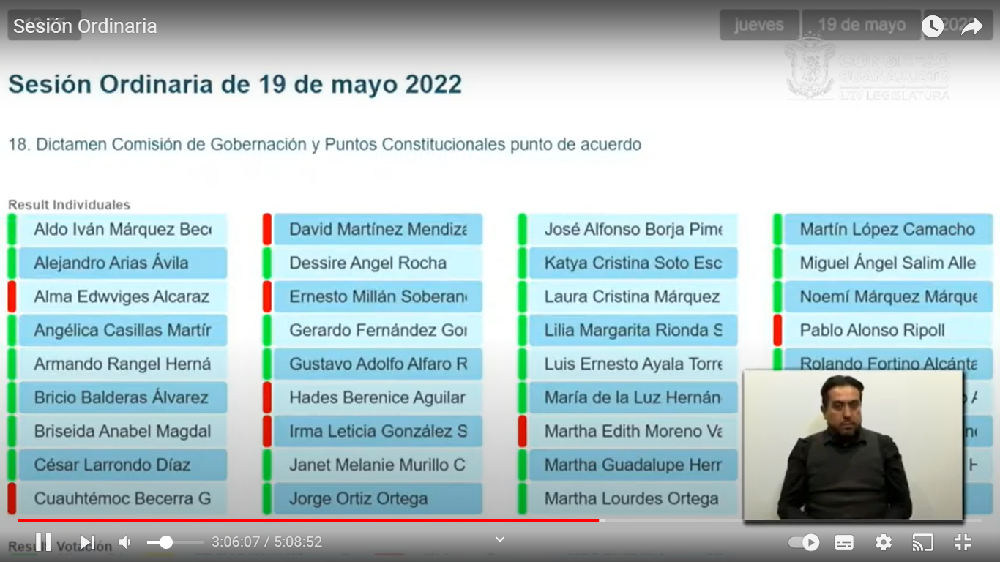 Sesión Ordinaria
jueves
19 de mayo
CONGRESO
GUANAJUATO
LXV LEGISLATURA
Sesión Ordinaria de 19 de mayo 2022
18. Dictamen Comisión de Gobernación y Puntos Constitucionales punto de acuerdo
Result Individuales
Aldo Iván Márquez Bec
Alejandro Arias Ávila
Alma Edwviges Alcaraz
Angélica Casillas Martír
Armando Rangel Herná
Bricio Balderas Álvarez
Briseida Anabel Magdal
César Larrondo Díaz
Cuauhtémoc Becerra G
David Martínez Mendiz
Dessire Angel Rocha
Ernesto Millán Soberan
Gerardo Fernández Gor
Gustavo Adolfo Alfaro R
Hades Berenice Aguilar
Irma Leticia González S
Janet Melanie Murillo C
Jorge Ortiz Ortega
José Alfonso Borja Pime
Katya Cristina Soto Esc
Laura Cristina Márquez
Lilia Margarita Rionda S
Luis Ernesto Ayala Torre
María de la Luz Hernán
Martha Edith Moreno Va
Martha Guadalupe Herr
Martha Lourdes Ortega
Martín López Camacho
Miguel Ángel Salim Alle
Noemí Márquez Márque
Pablo Alonso Ripoll
Rolando Fortino Alcánta
3:06:07 / 5:08:52
Votación